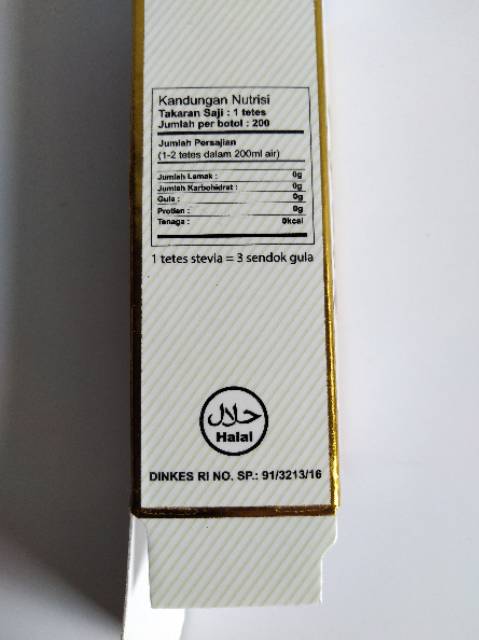 Kandungan Nutrisi
Takaran Saji : 1 tetes
Jumlah per botol : 200
Jumlah Persajian
(1-2 tetes dalam 200ml air)
Jumlah Lamak : 0g
Jumlah Karbohidrat : 0g
Gula : 0g
Protien : 0g
Tenaga : 0kcal
1 tetes stevia = 3 sendok gula
حلال
Halal
DINKES RI NO. SP.: 91/3213/16